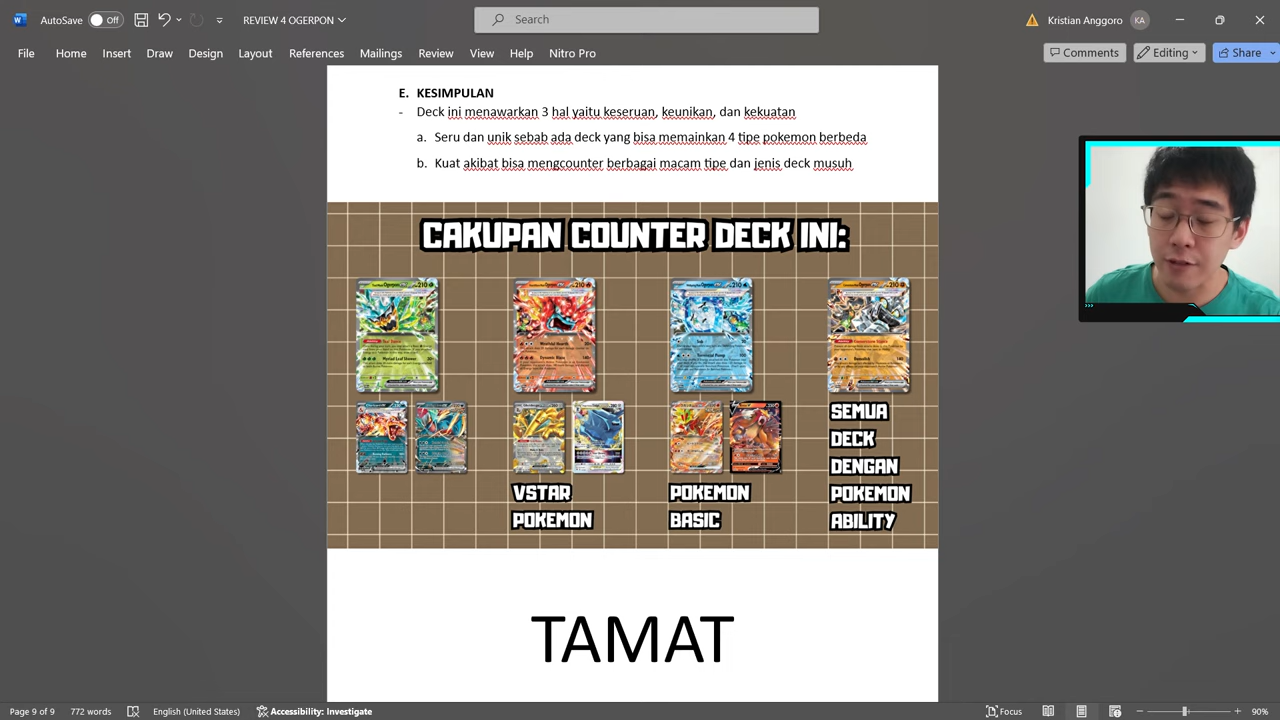 AutoSave
Off
REVIEW 4 OGERPON
Search
Kristian Anggoro
KA
File
Home
Insert
Draw
Design
Layout
References
Mailings
Review
View
Help
Nitro Pro
Comments
Editing
Share
E. KESIMPULAN
- Deck ini menawarkan 3 hal yaitu keseruan, keunikan, dan kekuatan
a. Seru dan unik sebab ada deck yang bisa memainkan 4 tipe pokemon berbeda
b. Kuat akibat bisa mengcounter berbagai macam tipe dan jenis deck musuh
CAKUPAN COUNTER DECK INI:
VSTAR
POKEMON
POKEMON
BASIC
SEMUA
DECK
DENGAN
POKEMON
ABILITY
TAMAT
Page 9 of 9
772 words
English (United States)
Accessibility: Investigate
Focus
90%